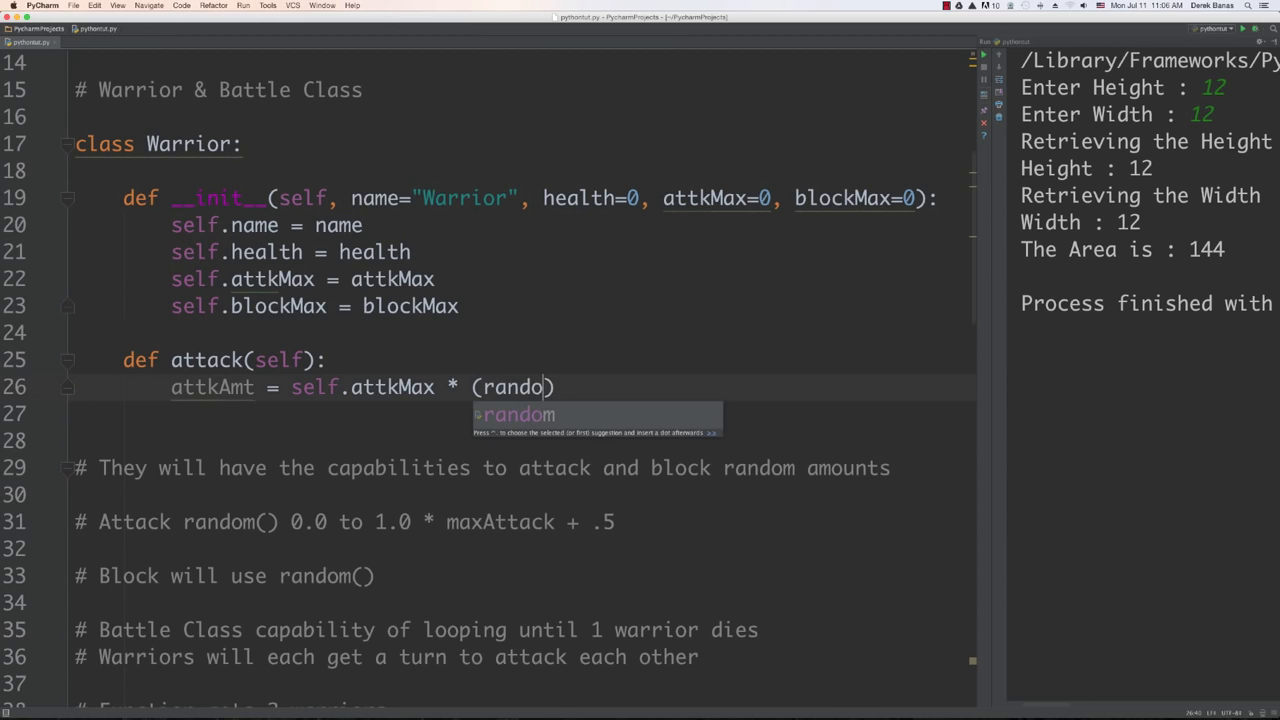 PyCharm File Edit View Navigate Code Refactor Run Tools VCS Window Help
10 Mon Jul 11 11:06 AM Derek Banas
pythontut.py - PycharmProjects - [~/PycharmProjects]
PycharmProjects pythontut.py
pythontut
pythontut.py
Run pythontut
14
15 # Warrior & Battle Class
16
17 class Warrior:
18
19 def __init__(self, name="Warrior", health=0, attkMax=0, blockMax=0):
20 self.name = name
21 self.health = health
22 self.attkMax = attkMax
23 self.blockMax = blockMax
24
25 def attack(self):
26 attkAmt = self.attkMax * (rando)
random
Press ^. to choose the selected (or first) suggestion and insert a dot afterwards >>
27
28
29 # They will have the capabilities to attack and block random amounts
30
31 # Attack random() 0.0 to 1.0 * maxAttack + .5
32
33 # Block will use random()
34
35 # Battle Class capability of looping until 1 warrior dies
36 # Warriors will each get a turn to attack each other
37
/Library/Frameworks/Py
Enter Height : 12
Enter Width : 12
Retrieving the Height
Height : 12
Retrieving the Width
Width : 12
The Area is : 144
Process finished with
26:40 LF÷ UTF-8÷